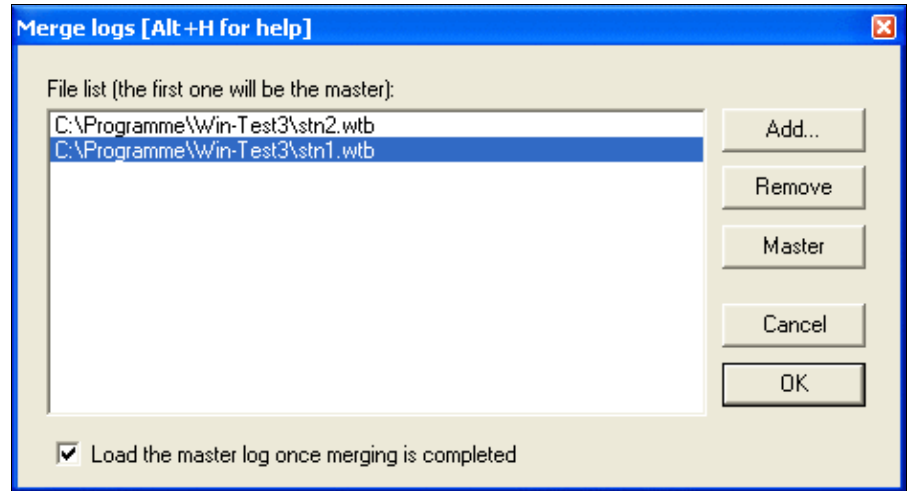 Merge logs [Alt+H for help]
File list (the first one will be the master):
C:\Programme\Win-Test3\stn2.wtb
C:\Programme\Win-Test3\stn1.wtb
Add...
Remove
Master
Cancel
OK
Load the master log once merging is completed